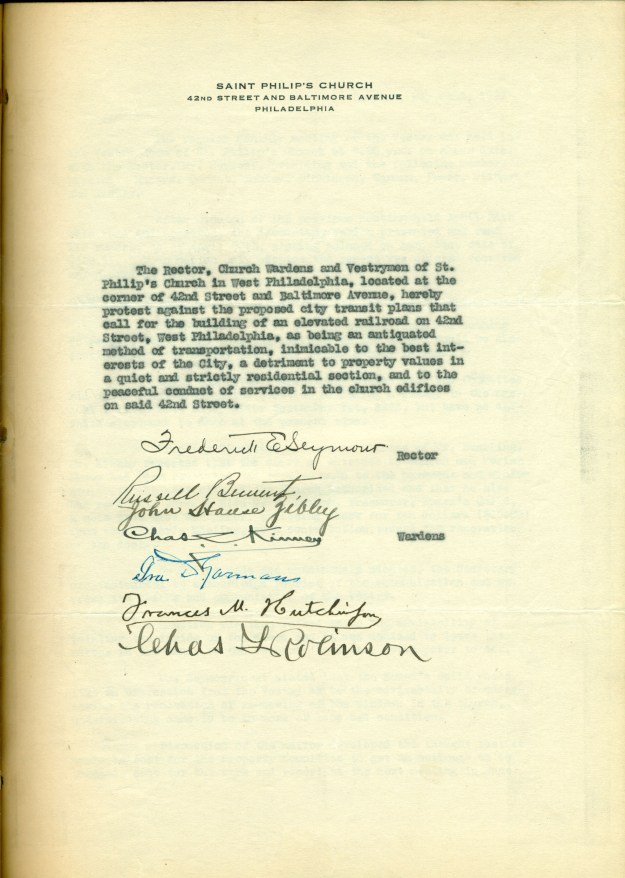 SAINT PHILIP'S CHURCH
42ND STREET AND BALTIMORE AVENUE
PHILADELPHIA
The Rector, Church Wardens and Vestrymen of St.
Philip's Church in West Philadelphia, located at the
corner of 42nd Street and Baltimore Avenue, hereby
protest against the proposed city transit plans that
call for the building of an elevated railroad on 42nd
Street, West Philadelphia, as being an antiquated
method of transportation, inimicable to the best int-
erests of the City, a detriment to property values in
a quiet and strictly residential section, and to the
peaceful conduct of services in the church edifices
on said 42nd Street.
Frederick E Seymour Rector
Russell
John Zibley
Chas Kinney Wardens
Ira
Frances M. Hutchinson
Chas L Robinson